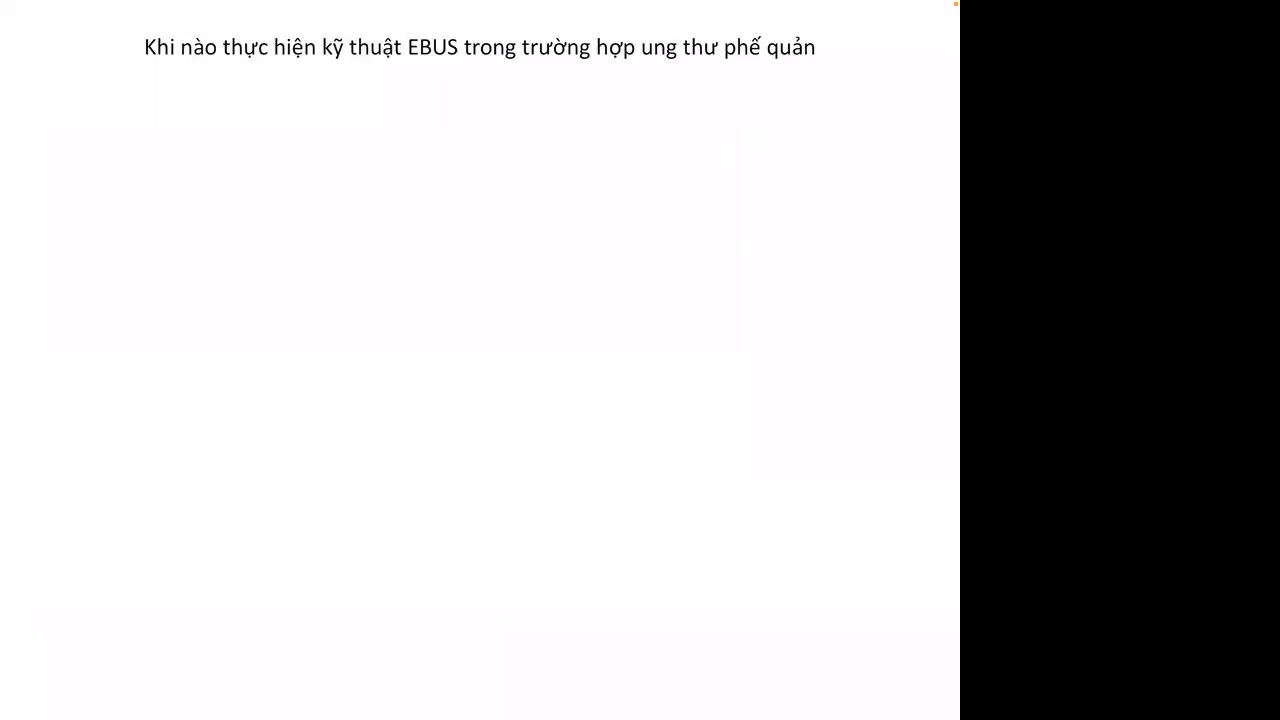 Khi nào thực hiện kỹ thuật EBUS trong trường hợp ung thư phế quản